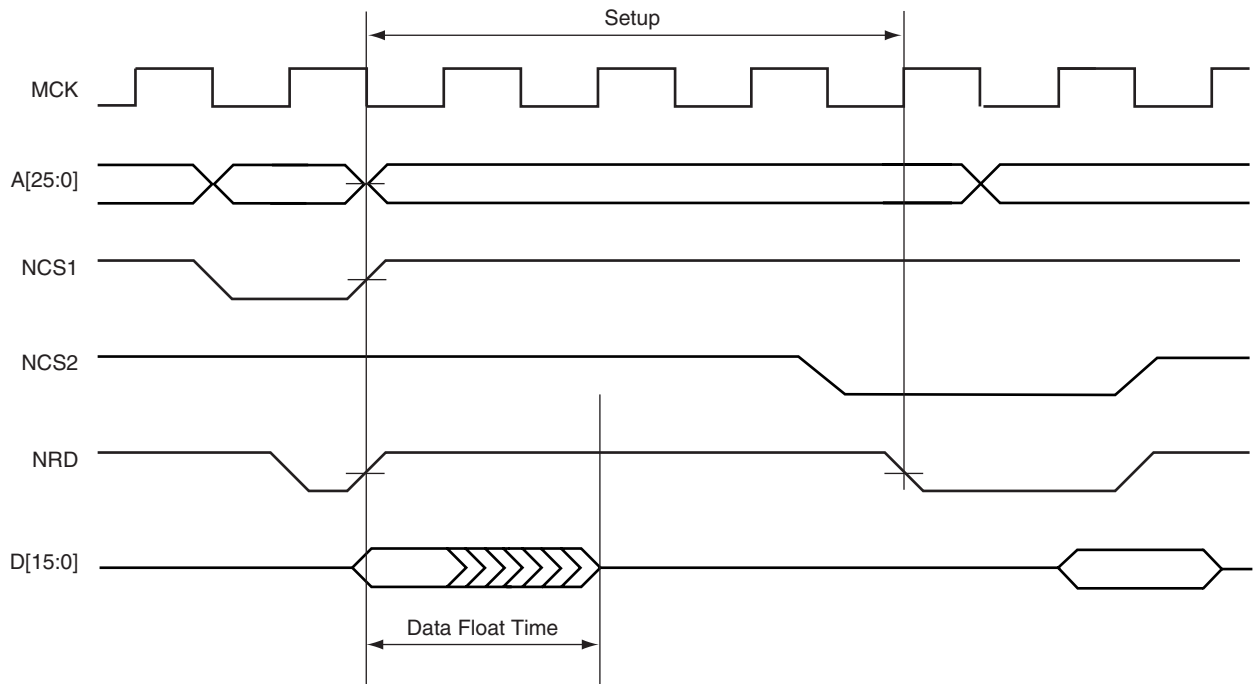 Setup
MCK
A[25:0]
NCS1
NCS2
NRD
D[15:0]
Data Float Time